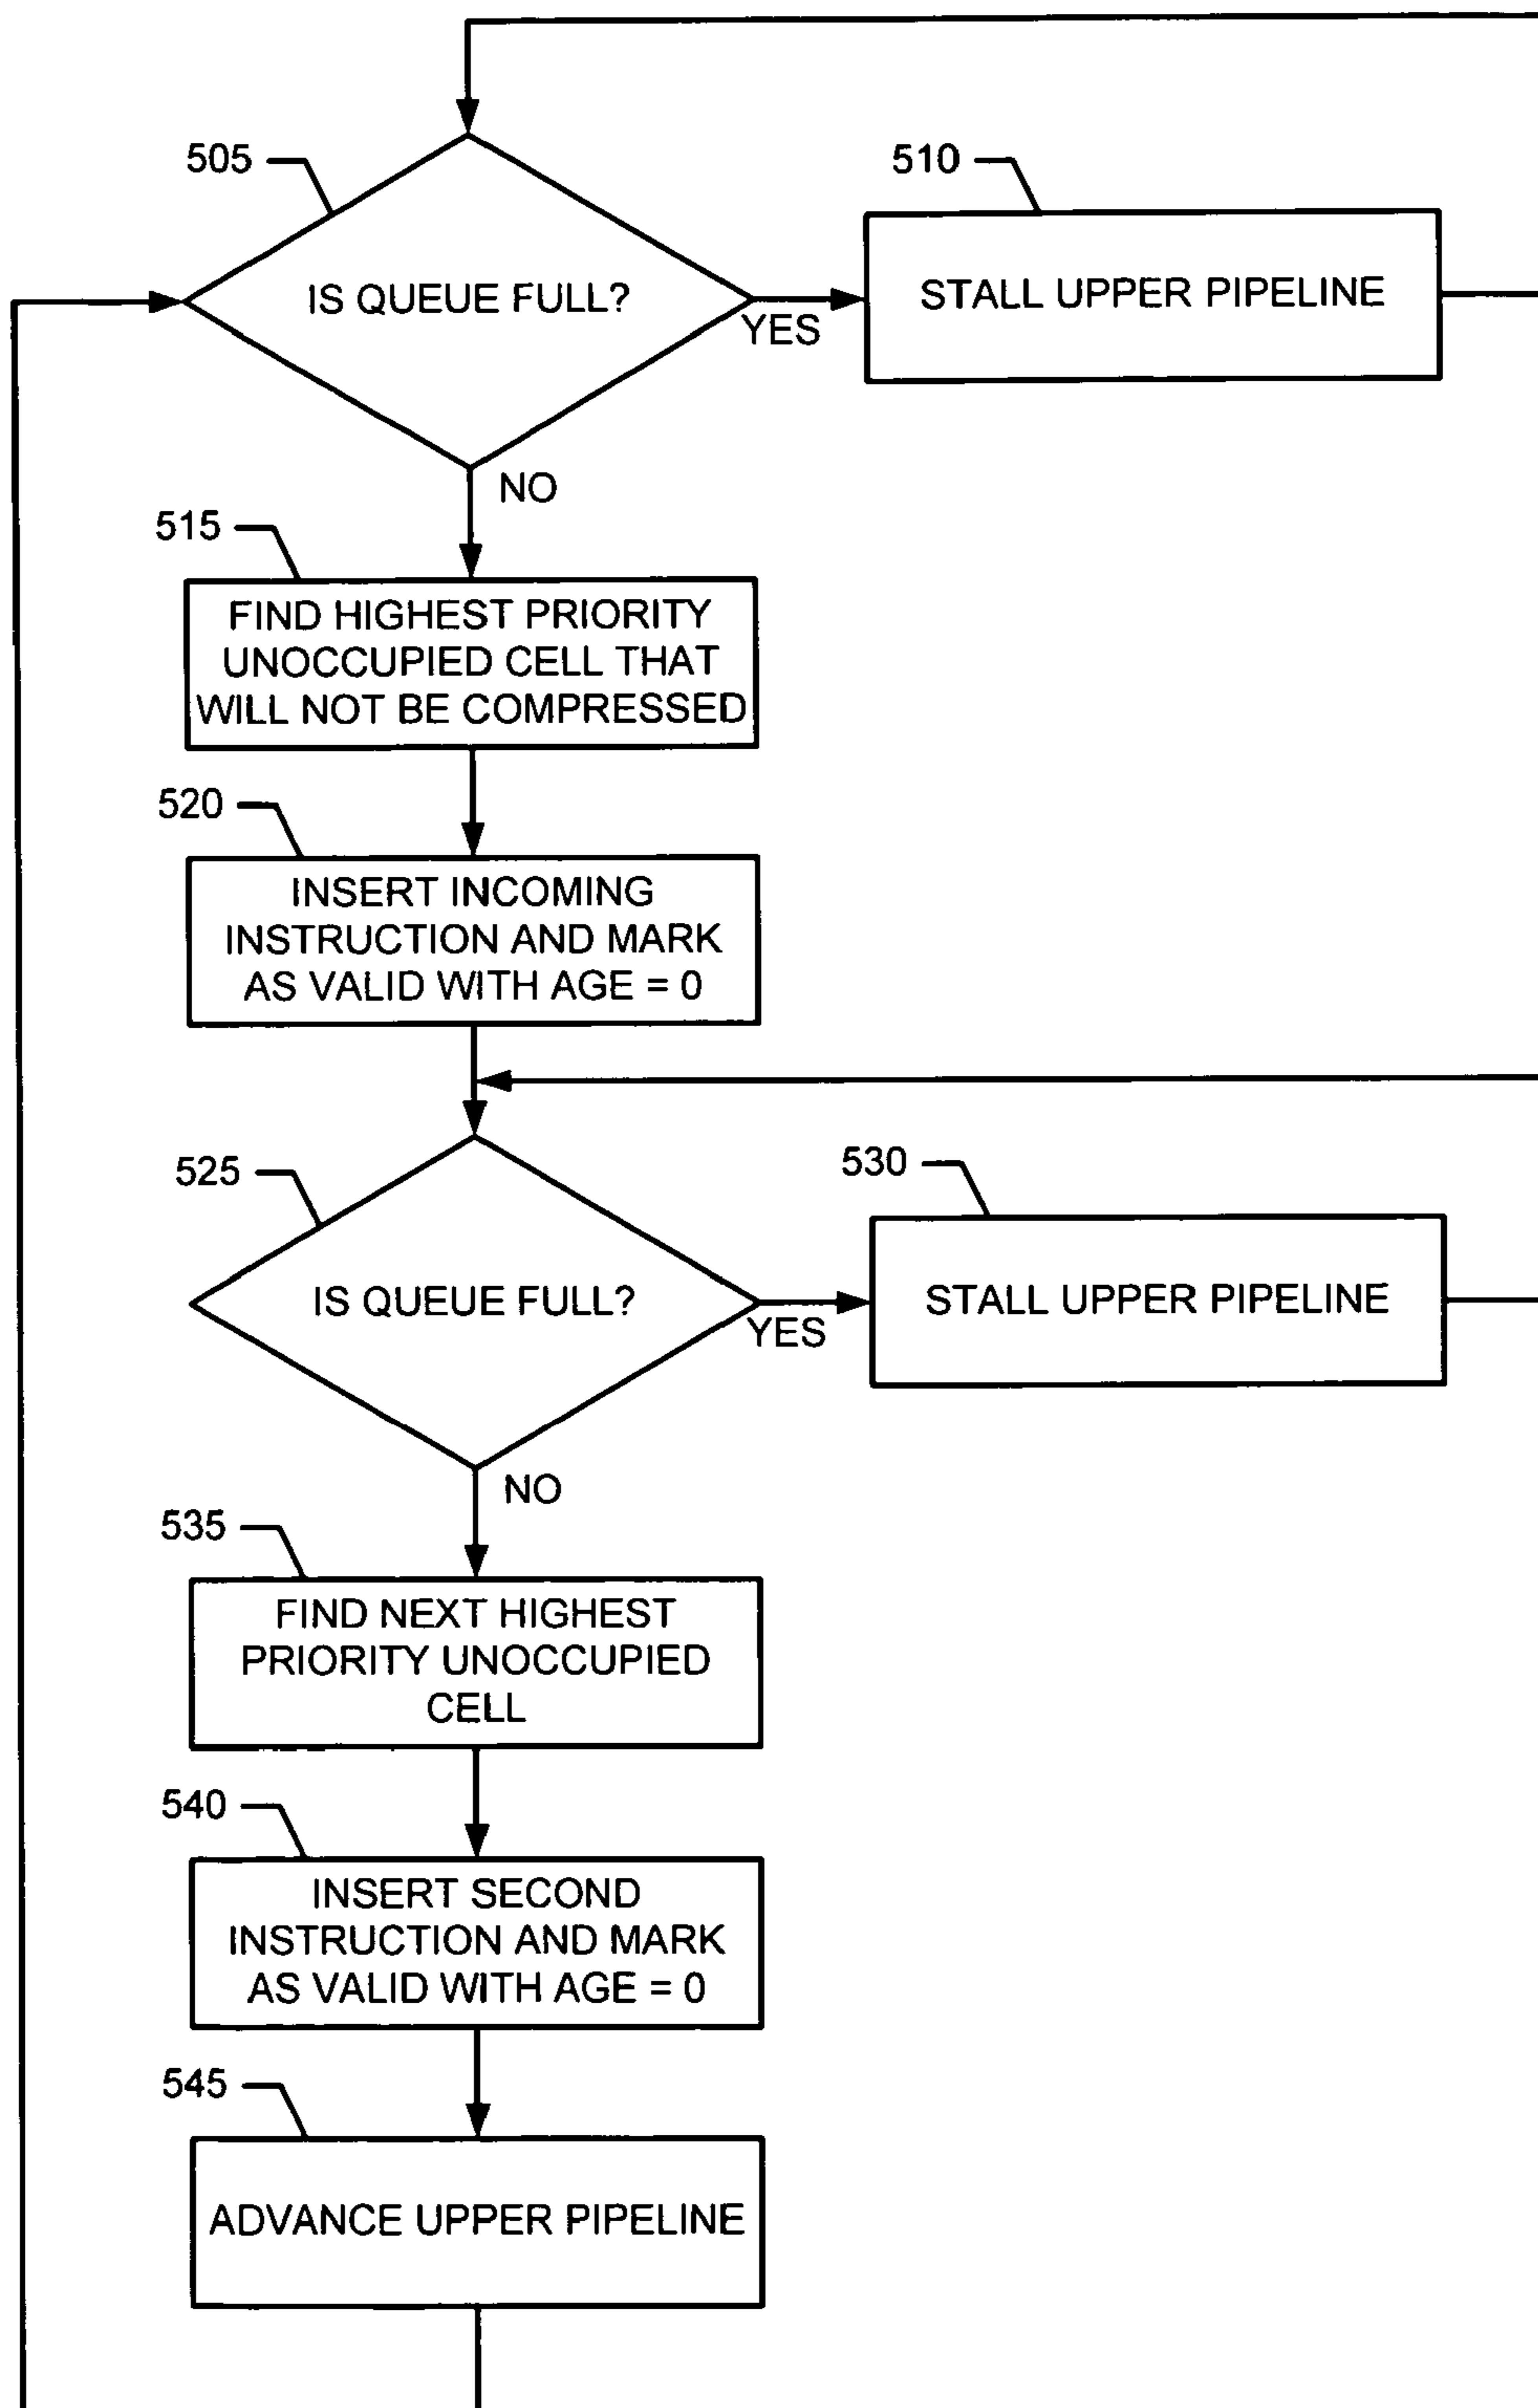 505
IS QUEUE FULL?
YES
510
STALL UPPER PIPELINE
NO
515
FIND HIGHEST PRIORITY
UNOCCUPIED CELL THAT
WILL NOT BE COMPRESSED
520
INSERT INCOMING
INSTRUCTION AND MARK
AS VALID WITH AGE = 0
525
IS QUEUE FULL?
YES
530
STALL UPPER PIPELINE
NO
535
FIND NEXT HIGHEST
PRIORITY UNOCCUPIED
CELL
540
INSERT SECOND
INSTRUCTION AND MARK
AS VALID WITH AGE = 0
545
ADVANCE UPPER PIPELINE